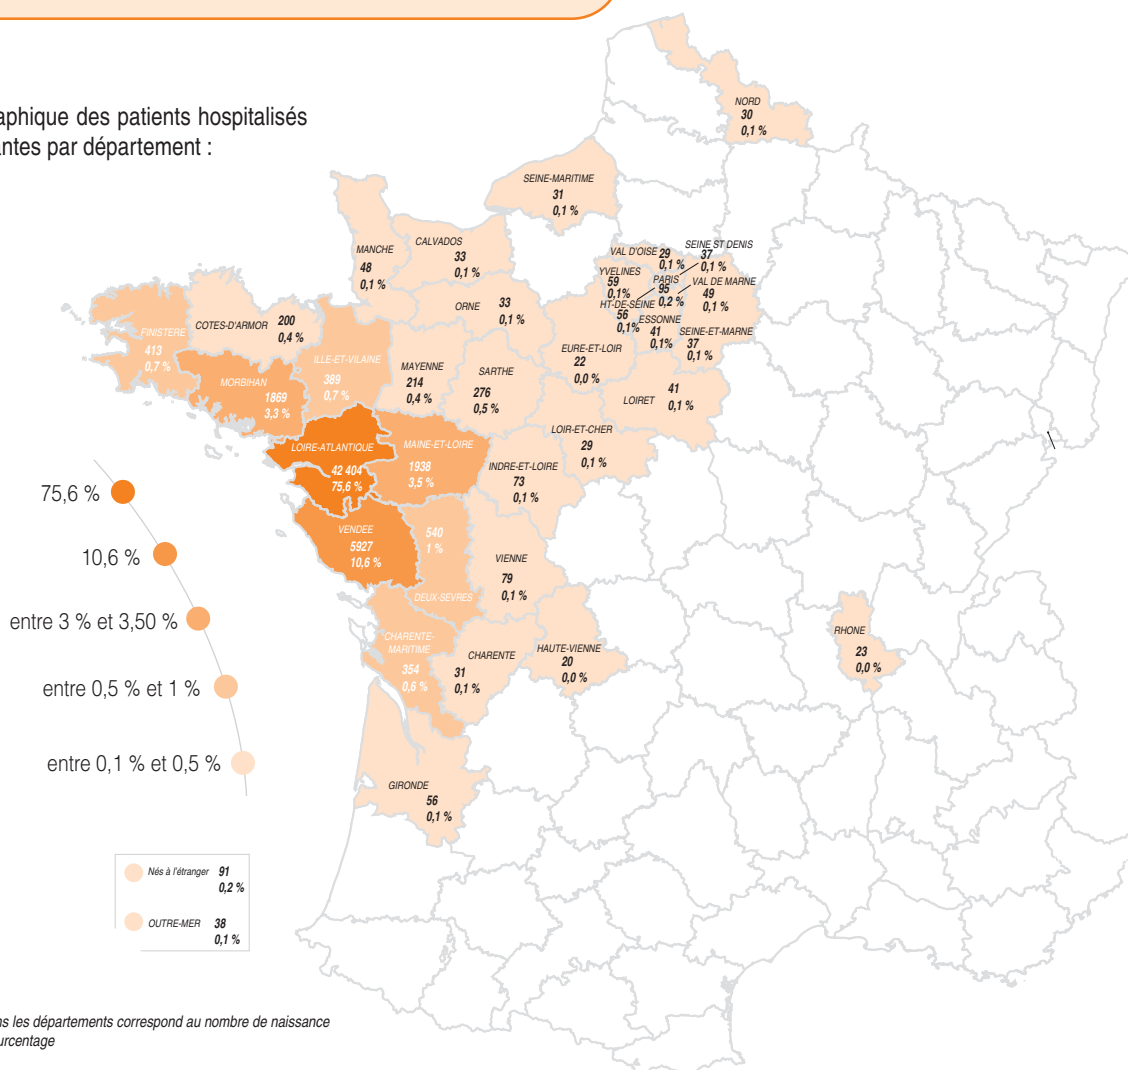 aphique des patients hospitalisés
antes par département :
NORD
30
0,1 %
SEINE-MARITIME
31
0,1 %
MANCHE
48
0,1 %
CALVADOS
33
0,1 %
ORNE
33
0,1 %
VAL D'OISE 29
0,1 %
SEINE ST DENIS
37
0,1 %
YVELINES
59
0,1%
PARIS
95
0,2 %
VAL DE MARNE
49
0,1 %
HT-DE-SEINE
56
0,1%
ESSONNE
41
0,1%
SEINE-ET-MARNE
37
0,1 %
FINISTERE
413
0,7 %
COTES-D'ARMOR 200
0,4 %
ILLE-ET-VILAINE
389
0,7 %
MORBIHAN
1869
3,3 %
MAYENNE
214
0,4 %
SARTHE
276
0,5 %
EURE-ET-LOIR
22
0,0 %
LOIRET
41
0,1 %
LOIR-ET-CHER
29
0,1 %
LOIRE-ATLANTIQUE
42 404
75,6 %
MAINE-ET-LOIRE
1938
3,5 %
INDRE-ET-LOIRE
73
0,1 %
VENDEE
5927
10,6 %
540
1 %
DEUX-SEVRES
VIENNE
79
0,1 %
CHARENTE-
MARITIME
354
0,6 %
CHARENTE
31
0,1 %
HAUTE-VIENNE
20
0,0 %
RHONE
23
0,0 %
GIRONDE
56
0,1 %
75,6 %
10,6 %
entre 3 % et 3,50 %
entre 0,5 % et 1 %
entre 0,1 % et 0,5 %
Nés à l'étranger 91
0,2 %
OUTRE-MER 38
0,1 %
ns les départements correspond au nombre de naissance
urcentage